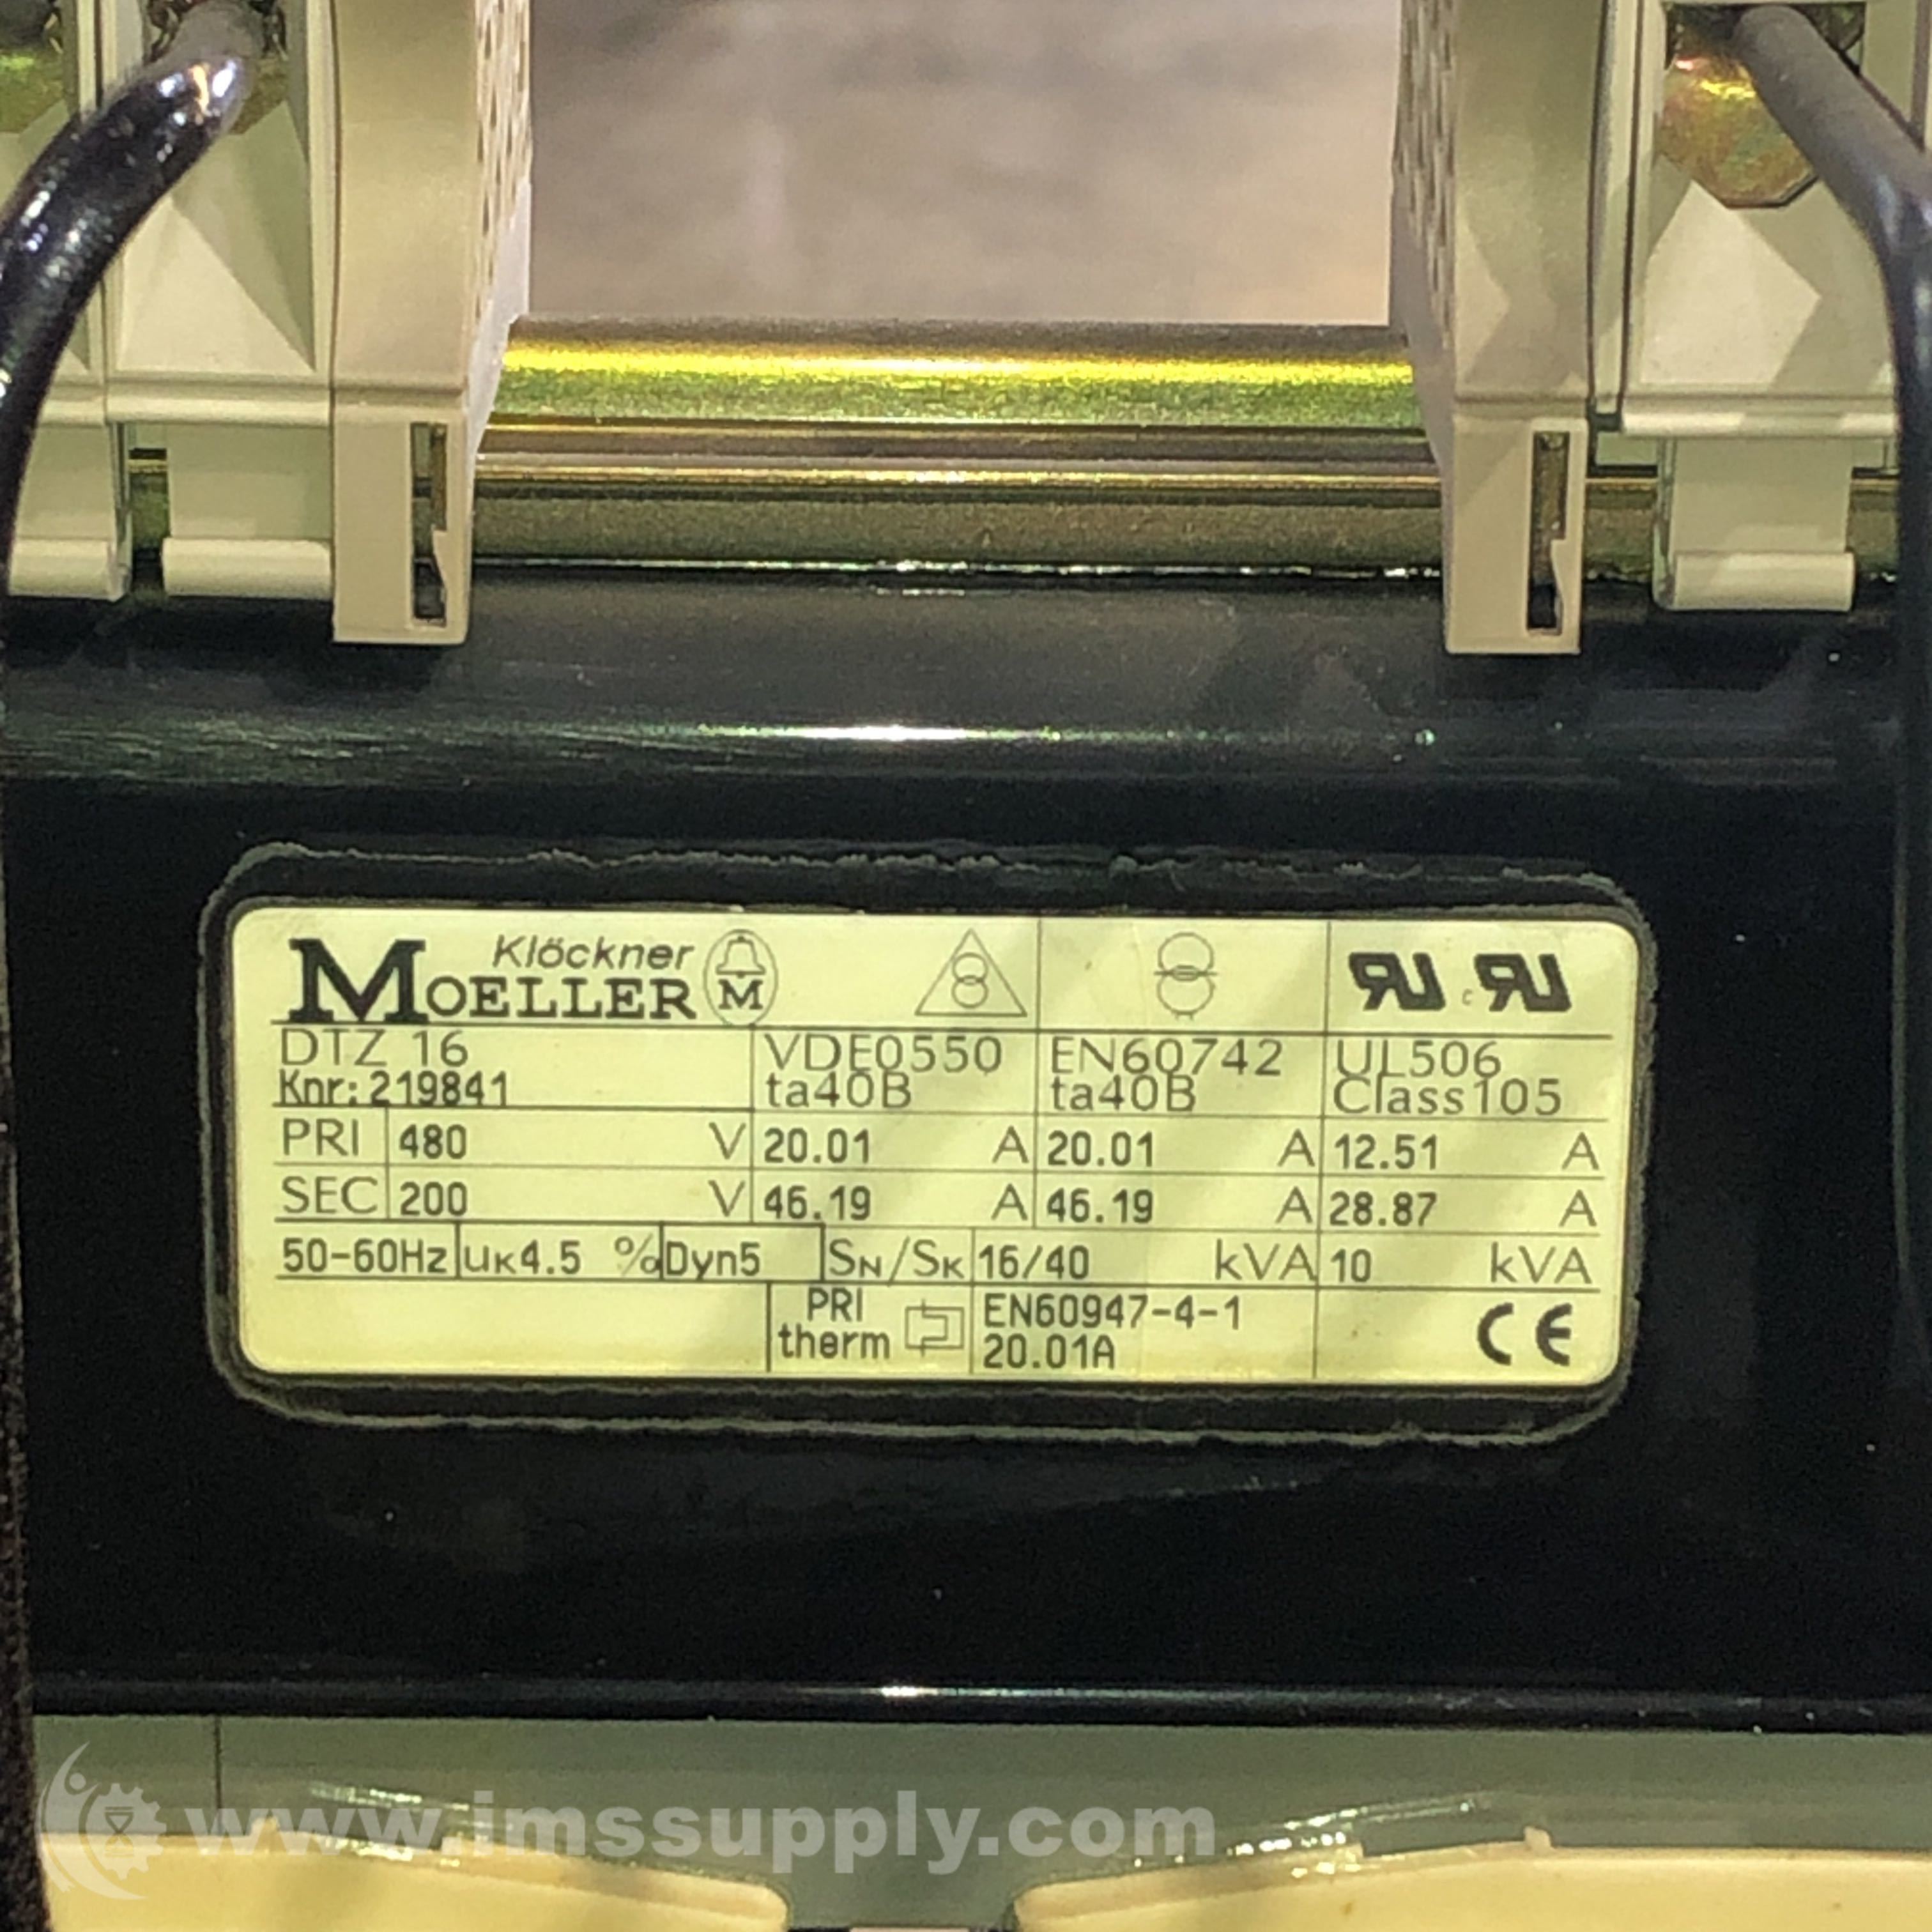 Klöckner
MOELLER M
DTZ 16 VDE0550 EN60742 UL506
Knr: 219841 ta40B ta40B Class105
PRI 480 V 20.01 A 20.01 A 12.51 A
SEC 200 V 46.19 A 46.19 A 28.87 A
50-60Hz uK4.5 % Dyn5 SN/SK 16/40 kVA 10 kVA
PRI EN60947-4-1
therm 20.01A CE
www.imssupply.com